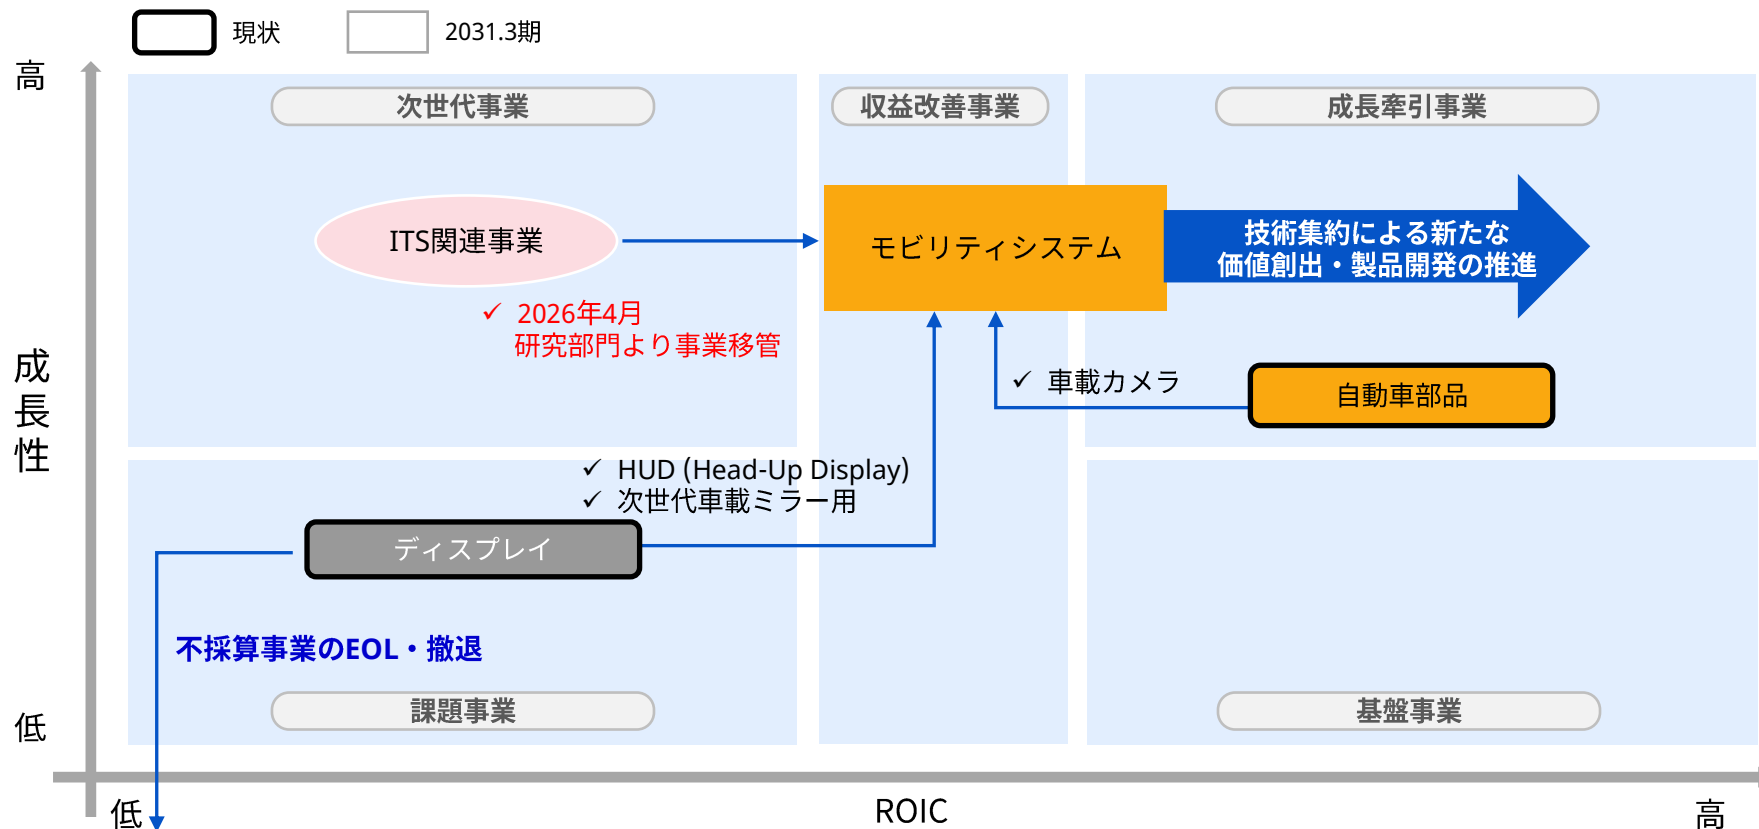 現状
2031.3期
高
次世代事業
収益改善事業
成長牽引事業
ITS関連事業
モビリティシステム
技術集約による新たな
価値創出・製品開発の推進
✓ 2026年4月
研究部門より事業移管
成長性
✓ 車載カメラ
自動車部品
✓ HUD (Head-Up Display)
✓ 次世代車載ミラー用
ディスプレイ
不採算事業のEOL・撤退
課題事業
基盤事業
低
低
ROIC
高